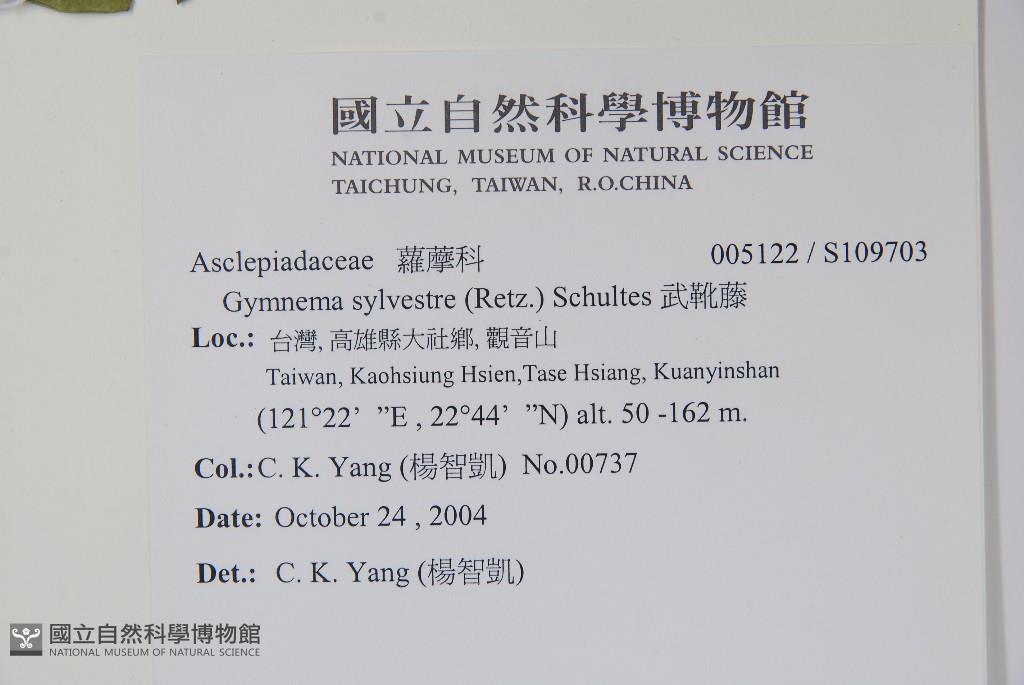 國立自然科學博物館
NATIONAL MUSEUM OF NATURAL SCIENCE
TAICHUNG, TAIWAN, R.O.CHINA
Asclepiadaceae 蘿藦科 005122 / S109703
Gymnema sylvestre (Retz.) Schultes 武靴藤
Loc.: 台灣, 高雄縣大社鄉, 觀音山
Taiwan, Kaohsiung Hsien,Tase Hsiang, Kuanyinshan
(121°22’ ”E , 22°44’ ”N) alt. 50 -162 m.
Col.:C. K. Yang (楊智凱) No.00737
Date: October 24 , 2004
Det.: C. K. Yang (楊智凱)
國立自然科學博物館
NATIONAL MUSEUM OF NATURAL SCIENCE